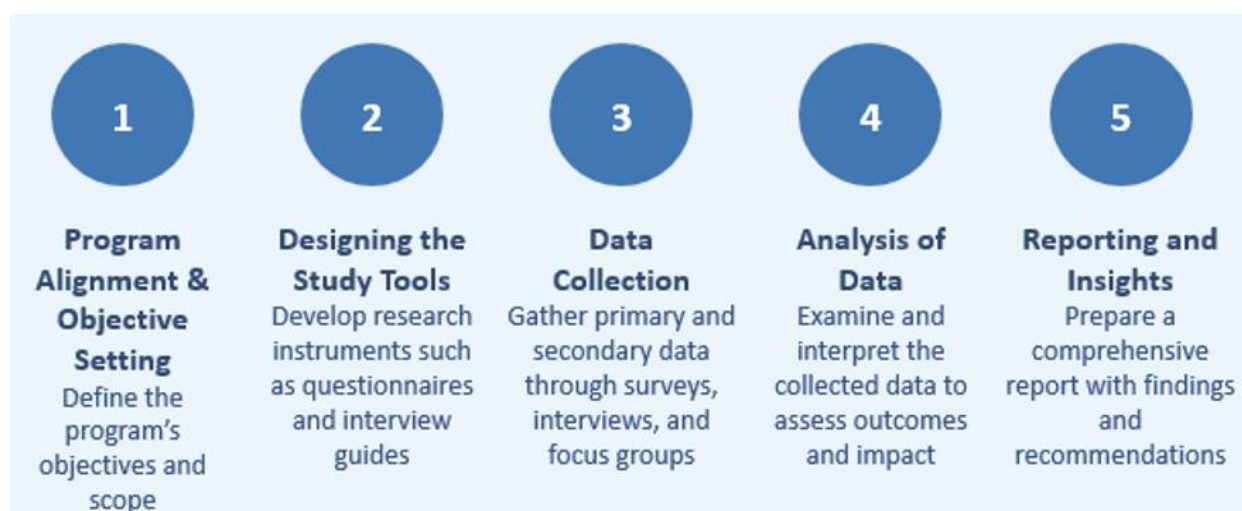 1
Program
Alignment &
Objective
Setting
Define the
program's
objectives and
scope
2
Designing the
Study Tools
Develop research
instruments such
as questionnaires
and interview
guides
3
Data
Collection
Gather primary and
secondary data
through surveys,
interviews, and
focus groups
4
Analysis of
Data
Examine and
interpret the
collected data to
assess outcomes
and impact
5
Reporting and
Insights
Prepare a
comprehensive
report with findings
and
recommendations